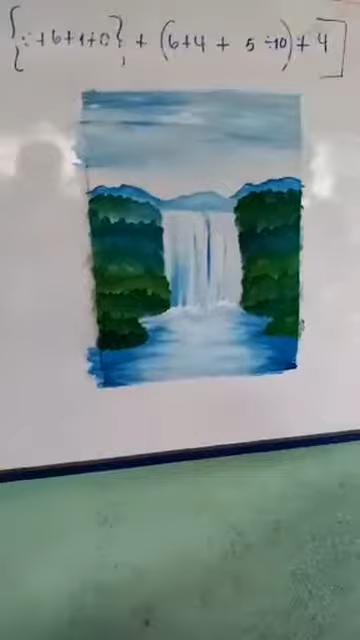 {÷+6+1+0}, + (6+4 + 5 ÷10) ÷ 4]